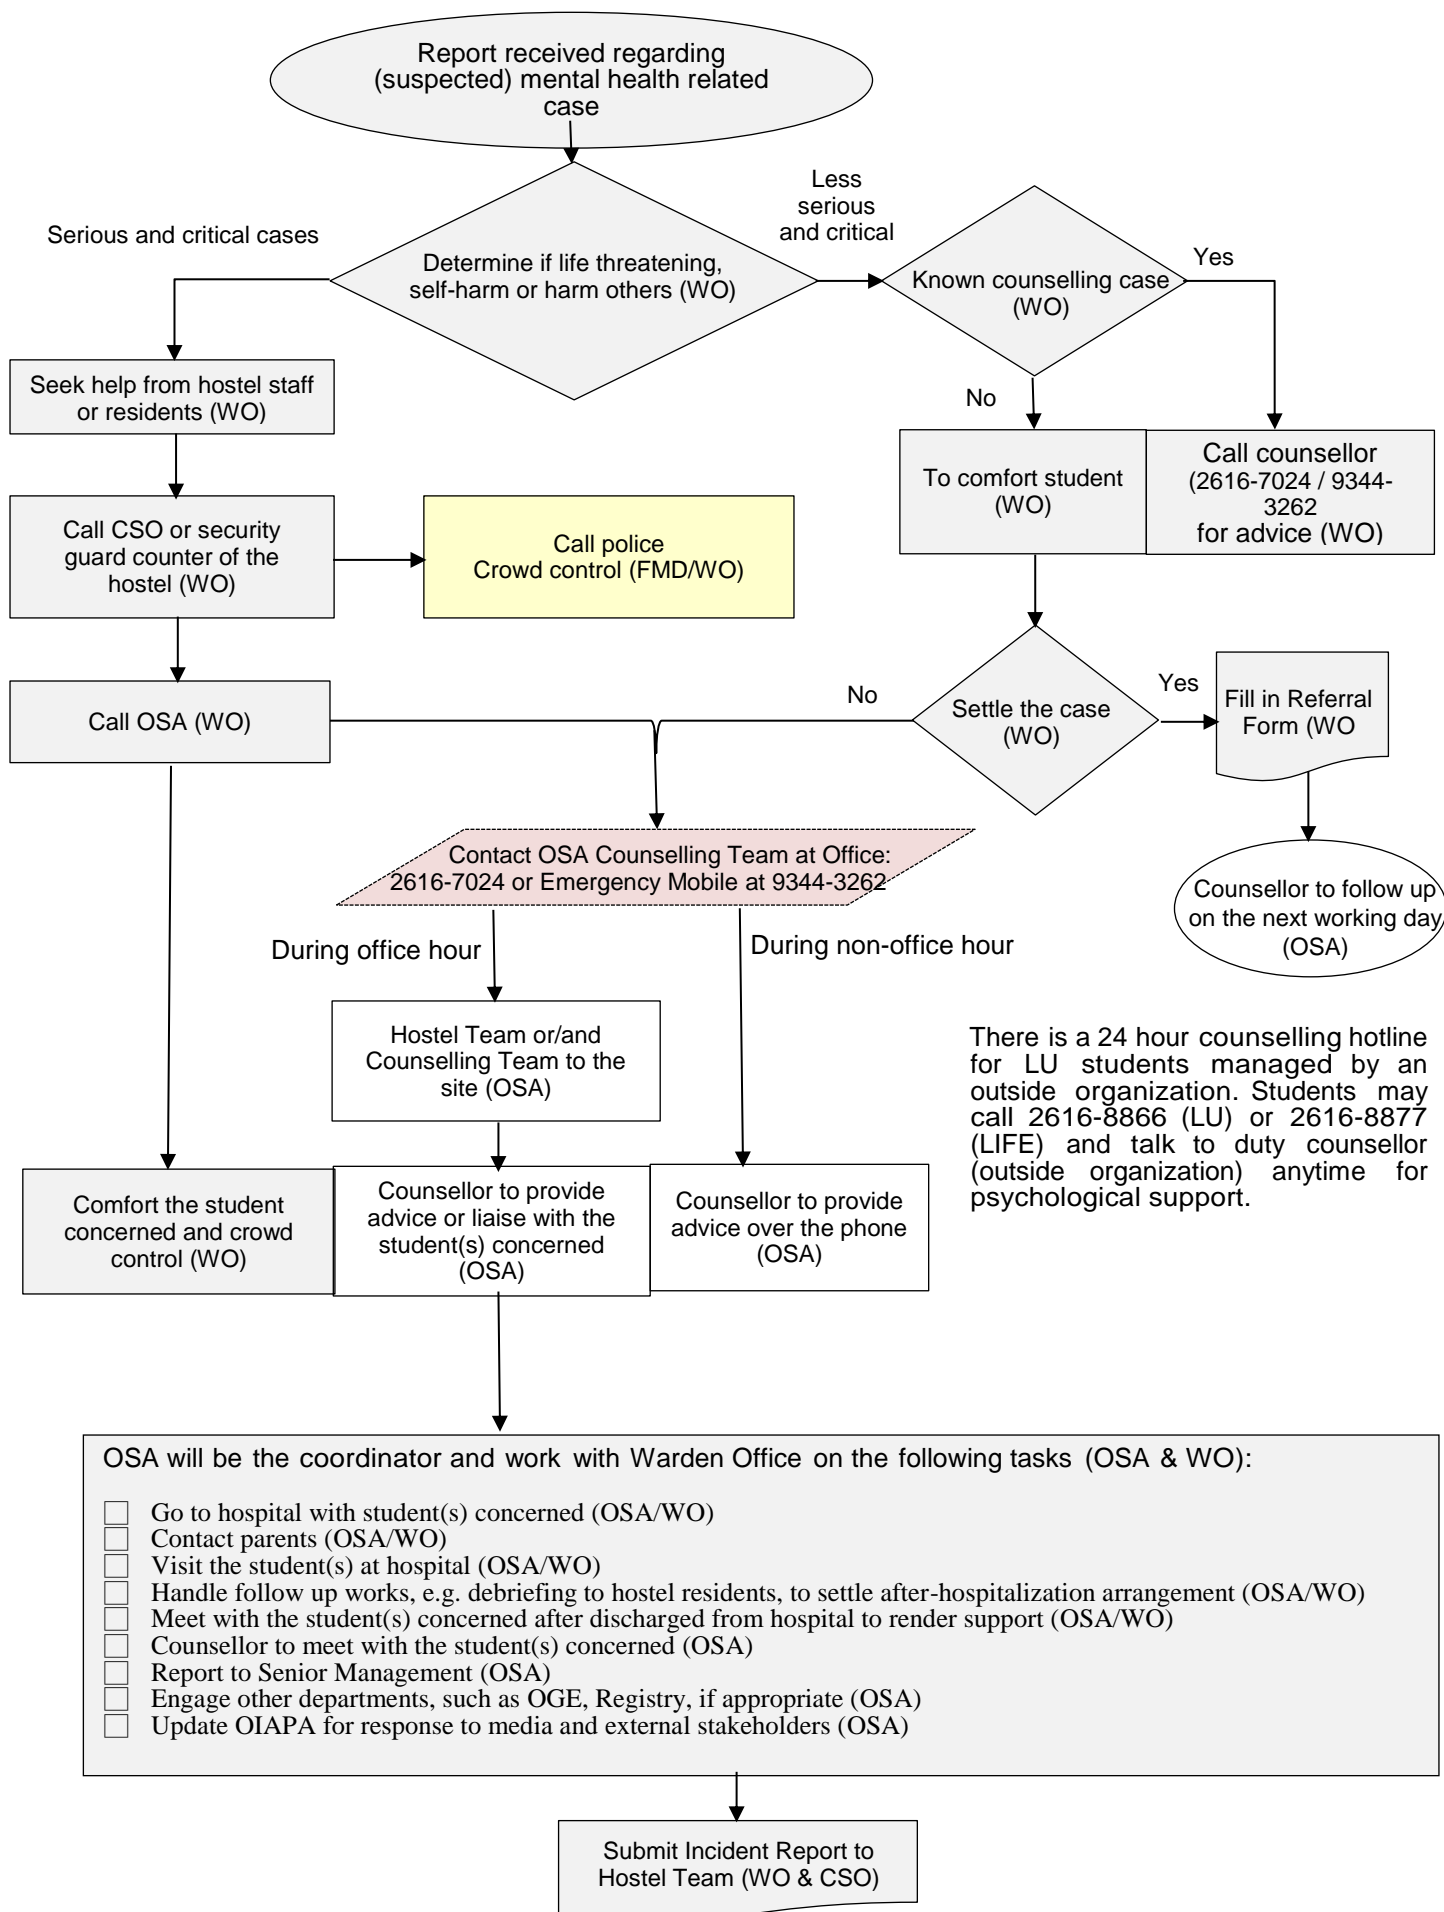 Report received regarding
(suspected) mental health related
case
Less
serious
and critical
Serious and critical cases
Determine if life threatening,
self-harm or harm others (WO)
Known counselling case
(WO)
Yes
Seek help from hostel staff
or residents (WO)
No
To comfort student
(WO)
Call counsellor
(2616-7024 / 9344-
3262
for advice (WO)
Call CSO or security
guard counter of the
hostel (WO)
Call police
Crowd control (FMD/WO)
Call OSA (WO)
No
Settle the case
(WO)
Yes
Fill in Referral
Form (WO
Contact OSA Counselling Team at Office:
2616-7024 or Emergency Mobile at 9344-3262
Counsellor to follow up
on the next working day
(OSA)
During office hour
During non-office hour
Hostel Team or/and
Counselling Team to the
site (OSA)
There is a 24 hour counselling hotline
for LU students managed by an
outside organization. Students may
call 2616-8866 (LU) or 2616-8877
(LIFE) and talk to duty counsellor
(outside organization) anytime for
psychological support.
Comfort the student
concerned and crowd
control (WO)
Counsellor to provide
advice or liaise with the
student(s) concerned
(OSA)
Counsellor to provide
advice over the phone
(OSA)
OSA will be the coordinator and work with Warden Office on the following tasks (OSA & WO):
Go to hospital with student(s) concerned (OSA/WO)
Contact parents (OSA/WO)
Visit the student(s) at hospital (OSA/WO)
Handle follow up works, e.g. debriefing to hostel residents, to settle after-hospitalization arrangement (OSA/WO)
Meet with the student(s) concerned after discharged from hospital to render support (OSA/WO)
Counsellor to meet with the student(s) concerned (OSA)
Report to Senior Management (OSA)
Engage other departments, such as OGE, Registry, if appropriate (OSA)
Update OIAPA for response to media and external stakeholders (OSA)
Submit Incident Report to
Hostel Team (WO & CSO)